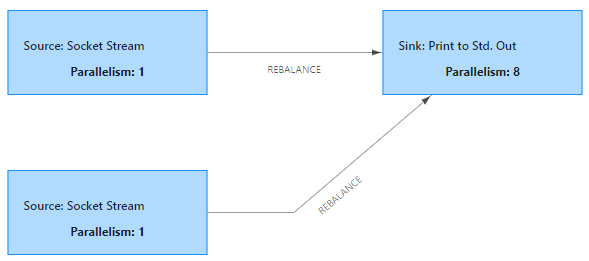 Source: Socket Stream
Parallelism: 1
REBALANCE
Sink: Print to Std. Out
Parallelism: 8
Source: Socket Stream
Parallelism: 1
REBALANCE